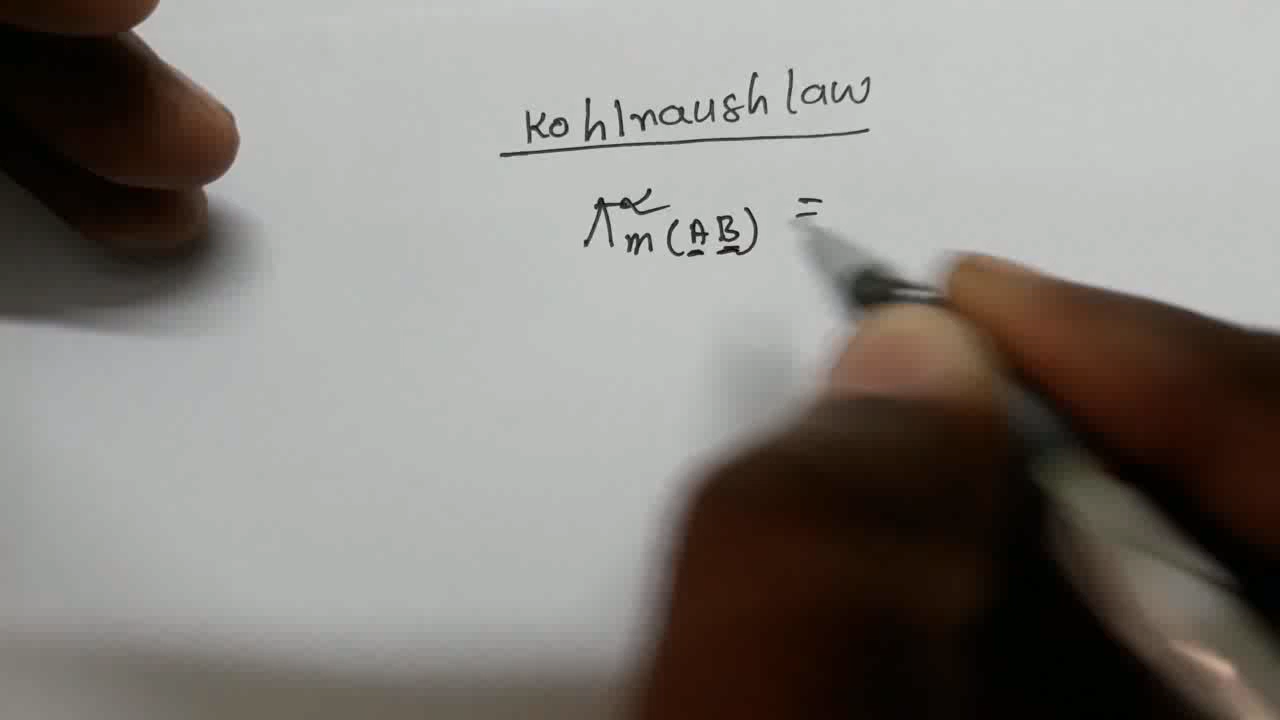 Kohlnaush law
Λ∝m(AB) =